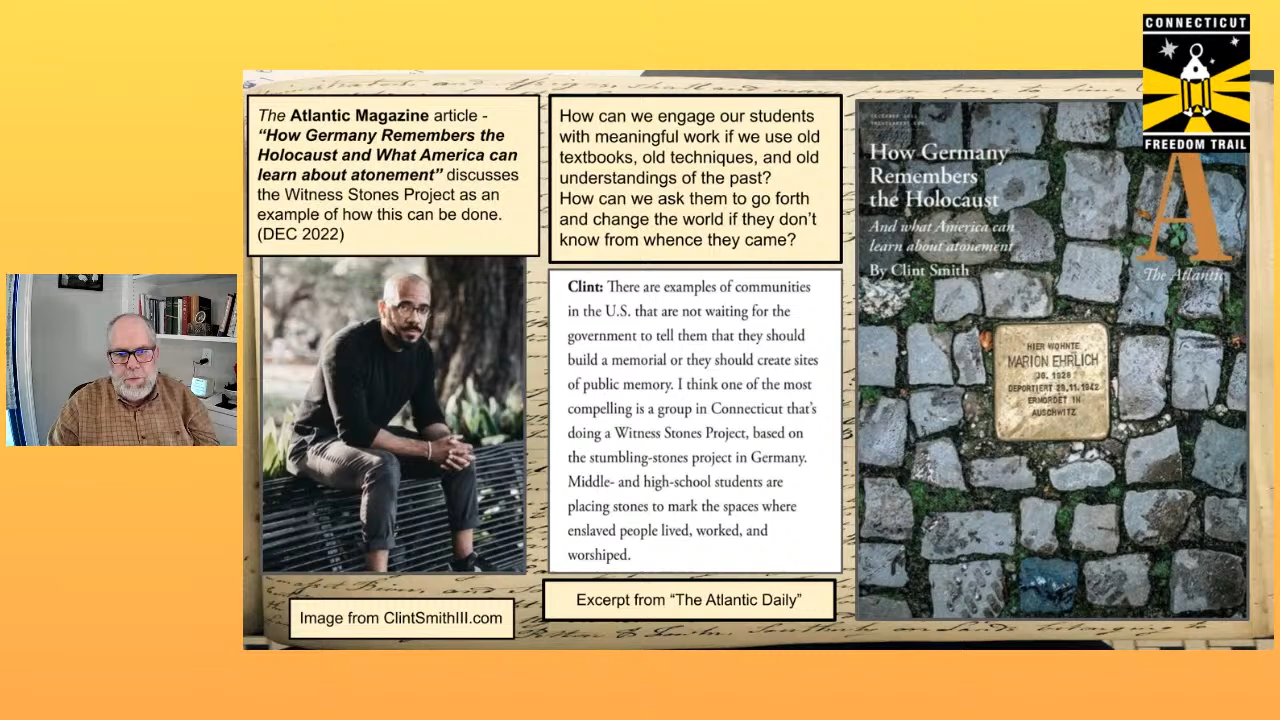 The Atlantic Magazine article -
“How Germany Remembers the
Holocaust and What America can
learn about atonement” discusses
the Witness Stones Project as an
example of how this can be done.
(DEC 2022)
Image from ClintSmithIII.com
How can we engage our students
with meaningful work if we use old
textbooks, old techniques, and old
understandings of the past?
How can we ask them to go forth
and change the world if they don’t
know from whence they came?
Clint: There are examples of communities
in the U.S. that are not waiting for the
government to tell them that they should
build a memorial or they should create sites
of public memory. I think one of the most
compelling is a group in Connecticut that’s
doing a Witness Stones Project, based on
the stumbling-stones project in Germany.
Middle- and high-school students are
placing stones to mark the spaces where
enslaved people lived, worked, and
worshiped.
Excerpt from “The Atlantic Daily”
How Germany
Remembers
the Holocaust
And what America can
learn about atonement
By Clint Smith
A
The Atlantic
HIER WOHNTE
MARION EHRLICH
JG. 1928
DEPORTIERT 29.11.1942
ERMORDET IN
AUSCHWITZ
CONNECTICUT
FREEDOM TRAIL